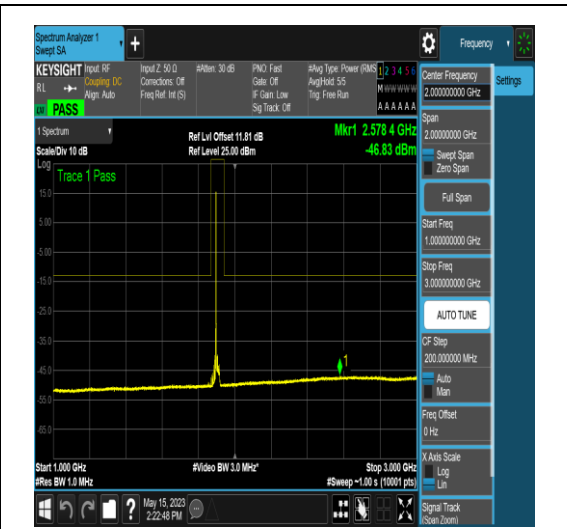 Spectrum Analyzer 1
Swept SA
Frequency
KEYSIGHT
RL
PASS
Input: RF
Coupling: DC
Align: Auto
Input Z: 50 Ω
Corrections: Off
Freq Ref: Int (S)
#Atten: 30 dB
PNO: Fast
Gate: Off
IF Gain: Low
Sig Track: Off
#Avg Type: Power (RMS
Avg|Hold: 5/5
Trig: Free Run
1 2 3 4 5 6
M W W W W W
A A A A A A
1 Spectrum
Scale/Div 10 dB
Ref Lvl Offset 11.81 dB
Ref Level 25.00 dBm
Mkr1 2.578 4 GHz
-46.83 dBm
Log
Trace 1 Pass
15.0
5.00
-5.00
-15.0
-25.0
-35.0
-45.0
-55.0
-65.0
1
Start 1.000 GHz
#Res BW 1.0 MHz
#Video BW 3.0 MHz*
Stop 3.000 GHz
#Sweep ~1.00 s (10001 pts)
?
May 15, 2023
2:22:48 PM
Center Frequency
2.000000000 GHz
Settings
Span
2.00000000 GHz
Swept Span
Zero Span
Full Span
Start Freq
1.000000000 GHz
Stop Freq
3.000000000 GHz
AUTO TUNE
CF Step
200.000000 MHz
Auto
Man
Freq Offset
0 Hz
X Axis Scale
Log
Lin
Signal Track
(Span Zoom)